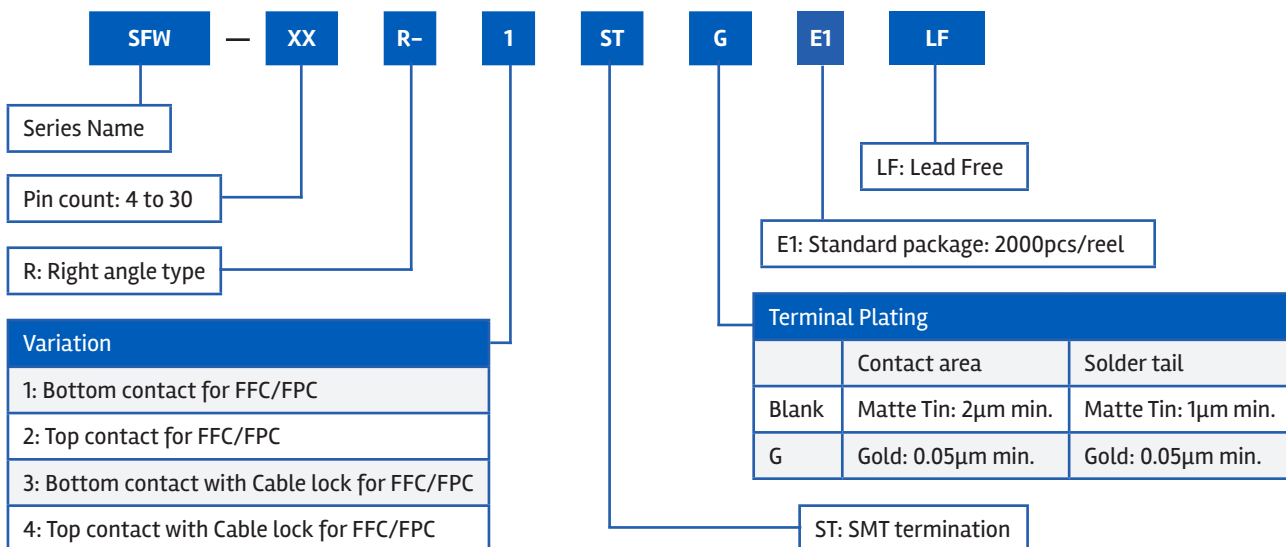 SFW — XX R- 1 ST G E1 LF
Series Name
LF: Lead Free
Pin count: 4 to 30
E1: Standard package: 2000pcs/reel
R: Right angle type
Variation
1: Bottom contact for FFC/FPC
2: Top contact for FFC/FPC
3: Bottom contact with Cable lock for FFC/FPC
4: Top contact with Cable lock for FFC/FPC
Terminal Plating
Contact area Solder tail
Blank Matte Tin: 2µm min. Matte Tin: 1µm min.
G Gold: 0.05µm min. Gold: 0.05µm min.
ST: SMT termination